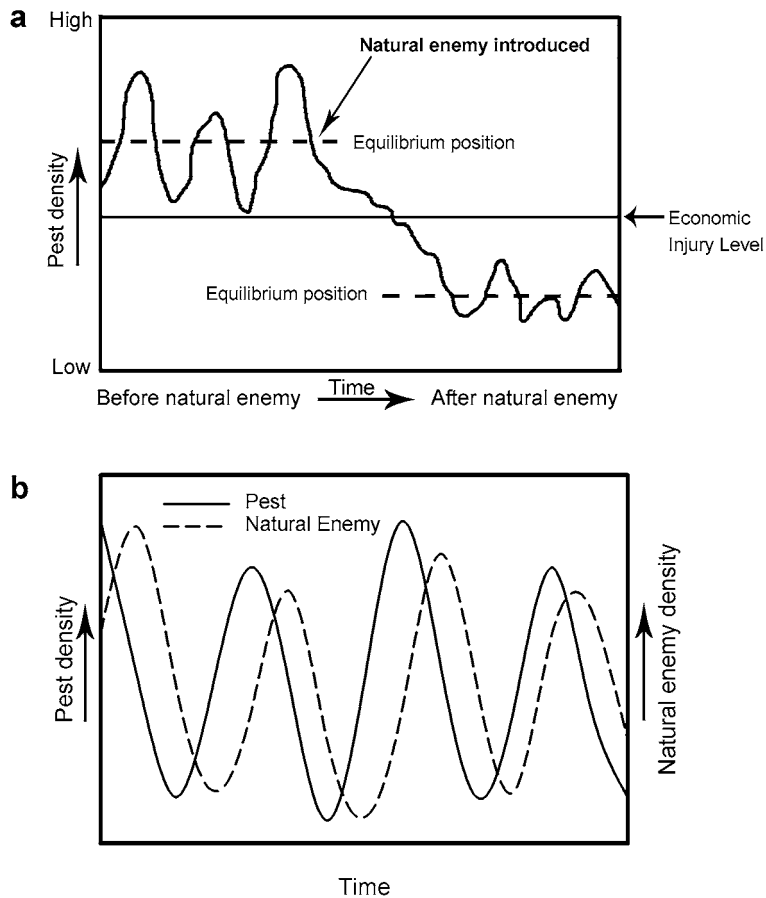 a
High
Natural enemy introduced
Equilibrium position
Pest density
Economic
Injury Level
Equilibrium position
Low
Before natural enemy
Time
After natural enemy
b
Pest
Natural Enemy
Pest density
Natural enemy density
Time